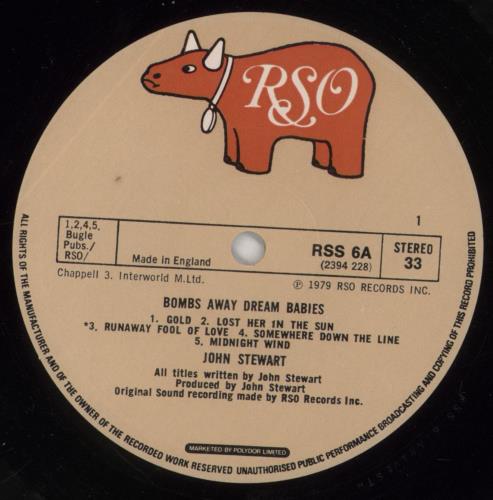 RSO
1
1,2,4,5,
Bugle
Pubs./
RSO/
Made in England
RSS 6A
(2394 228)
STEREO
33
Chappell 3. Interworld M.Ltd.
℗ 1979 RSO RECORDS INC.
BOMBS AWAY DREAM BABIES
1. GOLD 2. LOST HER IN THE SUN
*3. RUNAWAY FOOL OF LOVE 4. SOMEWHERE DOWN THE LINE
5. MIDNIGHT WIND
JOHN STEWART
All titles written by John Stewart
Produced by John Stewart
Original Sound recording made by RSO Records Inc.
MARKETED BY POLYDOR LIMITED
ALL RIGHTS OF THE MANUFACTURER AND OF THE OWNER OF THE RECORDED WORK RESERVED UNAUTHORISED PUBLIC PERFORMANCE BROADCASTING AND COPYING OF THIS RECORD PROHIBITED